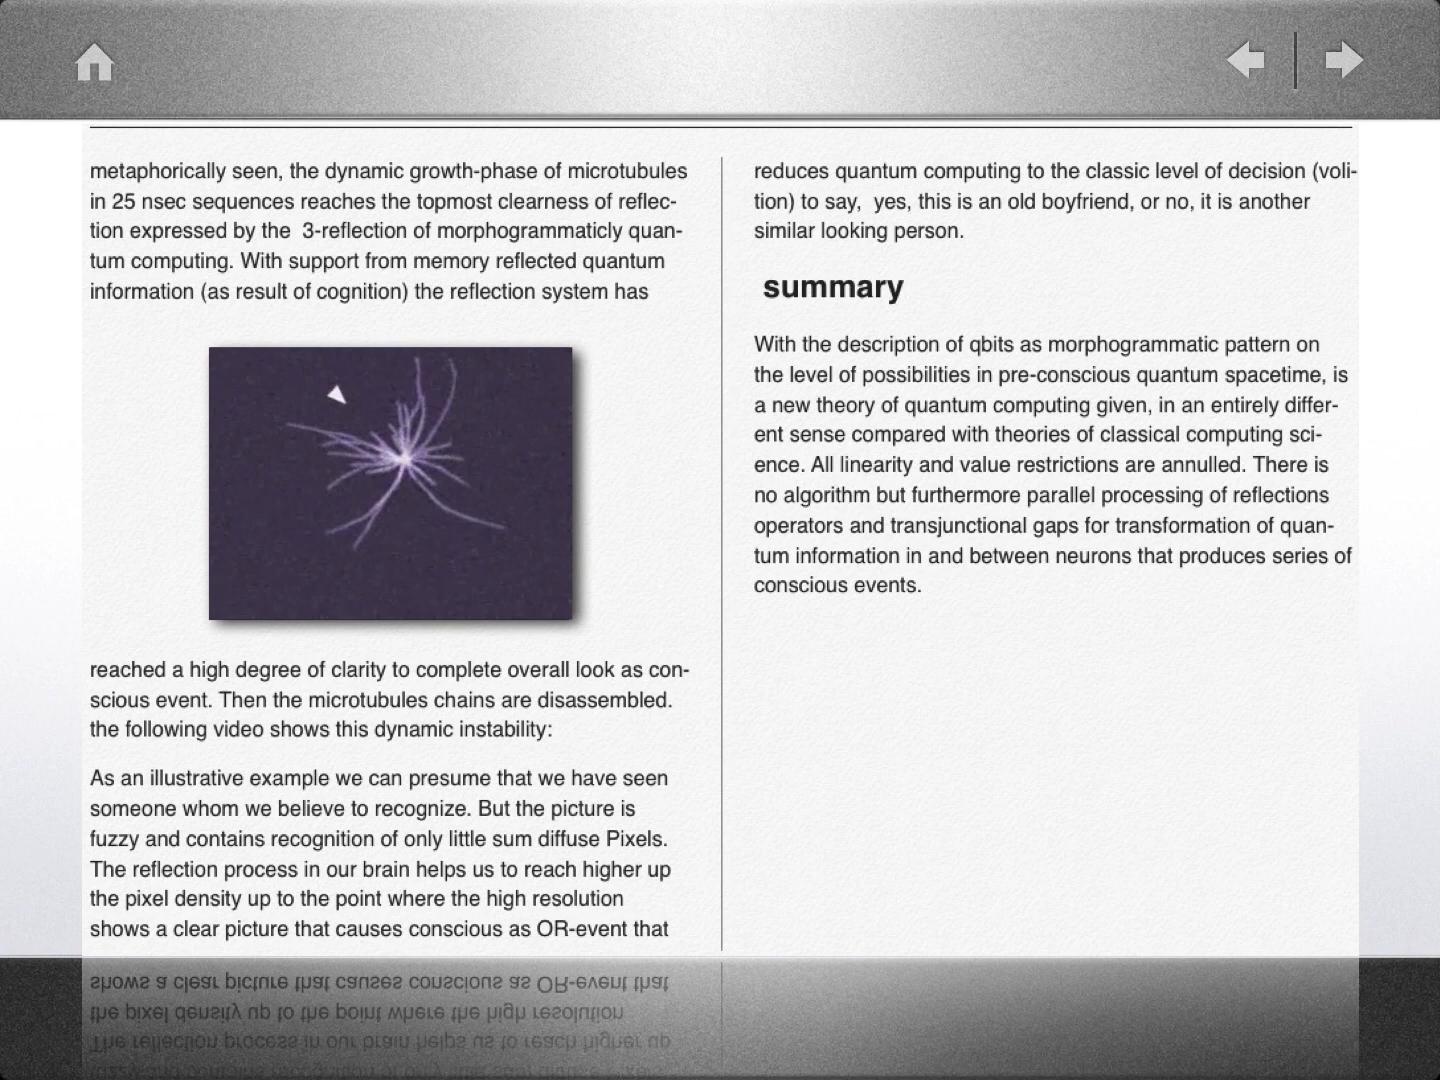 metaphorically seen, the dynamic growth-phase of microtubules
in 25 nsec sequences reaches the topmost clearness of reflec-
tion expressed by the  3-reflection of morphogrammaticly quan-
tum computing. With support from memory reflected quantum
information (as result of cognition) the reflection system has
reached a high degree of clarity to complete overall look as con-
scious event. Then the microtubules chains are disassembled.
the following video shows this dynamic instability:
As an illustrative example we can presume that we have seen
someone whom we believe to recognize. But the picture is
fuzzy and contains recognition of only little sum diffuse Pixels.
The reflection process in our brain helps us to reach higher up
the pixel density up to the point where the high resolution
shows a clear picture that causes conscious as OR-event that
reduces quantum computing to the classic level of decision (voli-
tion) to say,  yes, this is an old boyfriend, or no, it is another
similar looking person.
summary
With the description of qbits as morphogrammatic pattern on
the level of possibilities in pre-conscious quantum spacetime, is
a new theory of quantum computing given, in an entirely differ-
ent sense compared with theories of classical computing sci-
ence. All linearity and value restrictions are annulled. There is
no algorithm but furthermore parallel processing of reflections
operators and transjunctional gaps for transformation of quan-
tum information in and between neurons that produces series of
conscious events.